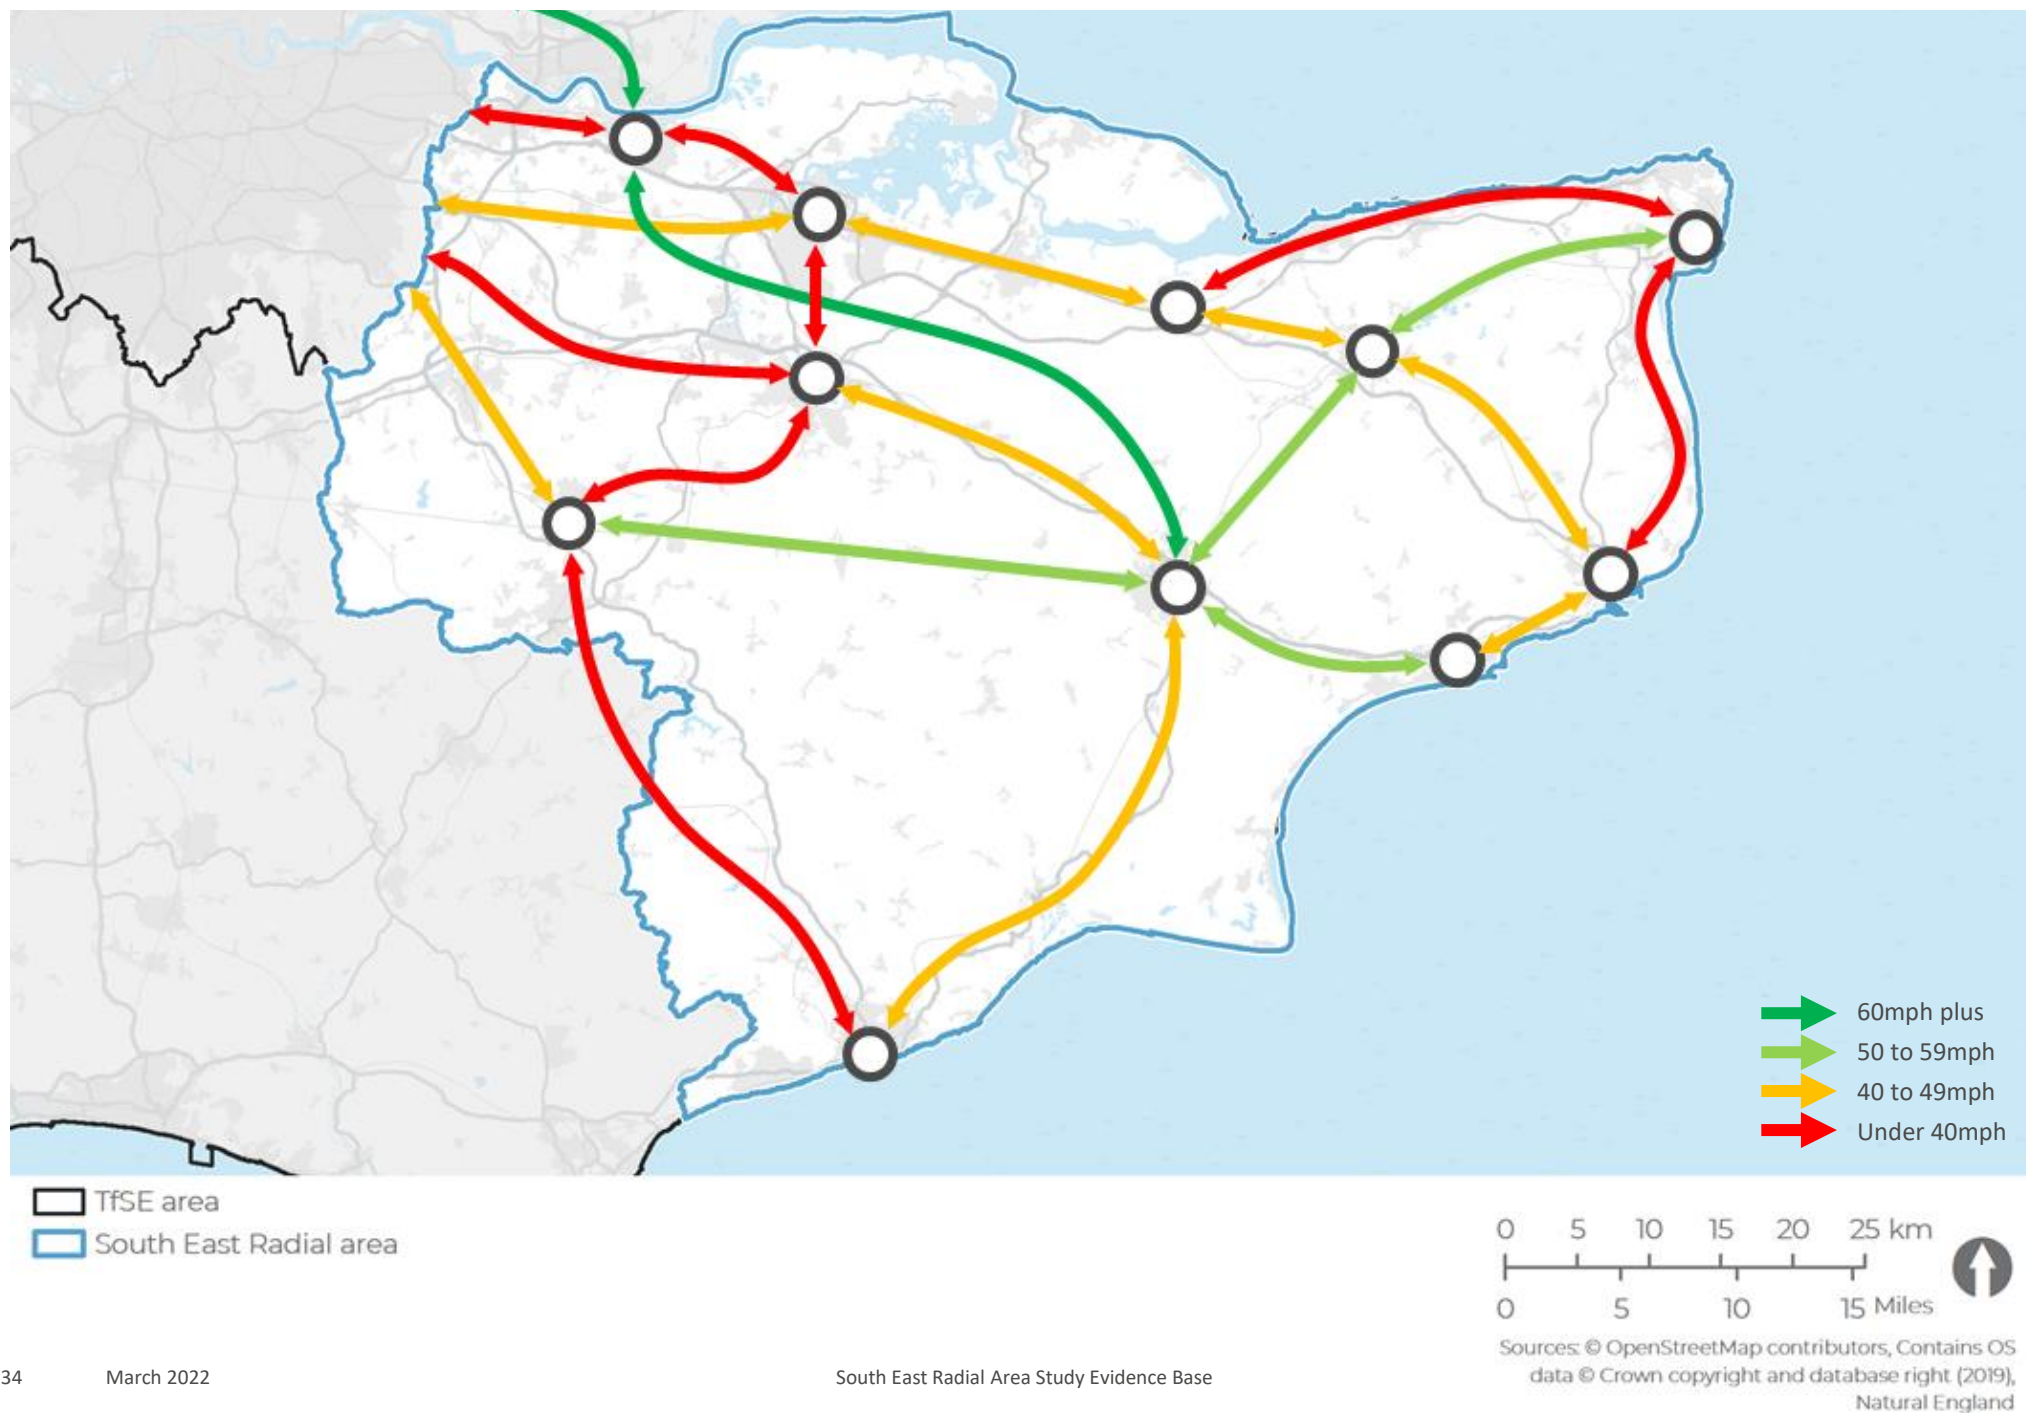 60mph plus
50 to 59mph
40 to 49mph
Under 40mph
TfSE area
South East Radial area
0 5 10 15 20 25 km
0 5 10 15 Miles
Sources: © OpenStreetMap contributors, Contains OS
data © Crown copyright and database right (2019),
Natural England
34 March 2022 South East Radial Area Study Evidence Base